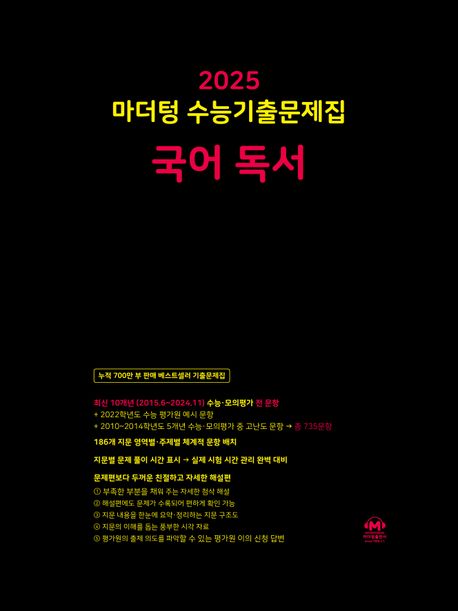 2025
마더텅 수능기출문제집
국어 독서
누적 700만 부 판매 베스트셀러 기출문제집
최신 10개년 (2015.6~2024.11) 수능·모의평가 전 문항
+ 2022학년도 수능 평가원 예시 문항
+ 2010~2014학년도 5개년 수능·모의평가 중 고난도 문항 → 총 735문항
186개 지문 영역별·주제별 체계적 문항 배치
지문별 문제 풀이 시간 표시 → 실제 시험 시간 관리 완벽 대비
문제편보다 두꺼운 친절하고 자세한 해설편
① 부족한 부분을 채워 주는 자세한 첨삭 해설
② 해설편에도 문제가 수록되어 편하게 확인 가능
③ 지문 내용을 한눈에 요약·정리하는 지문 구조도
④ 지문의 이해를 돕는 풍부한 시각 자료
⑤ 평가원의 출제 의도를 파악할 수 있는 평가원 이의 신청 답변
M